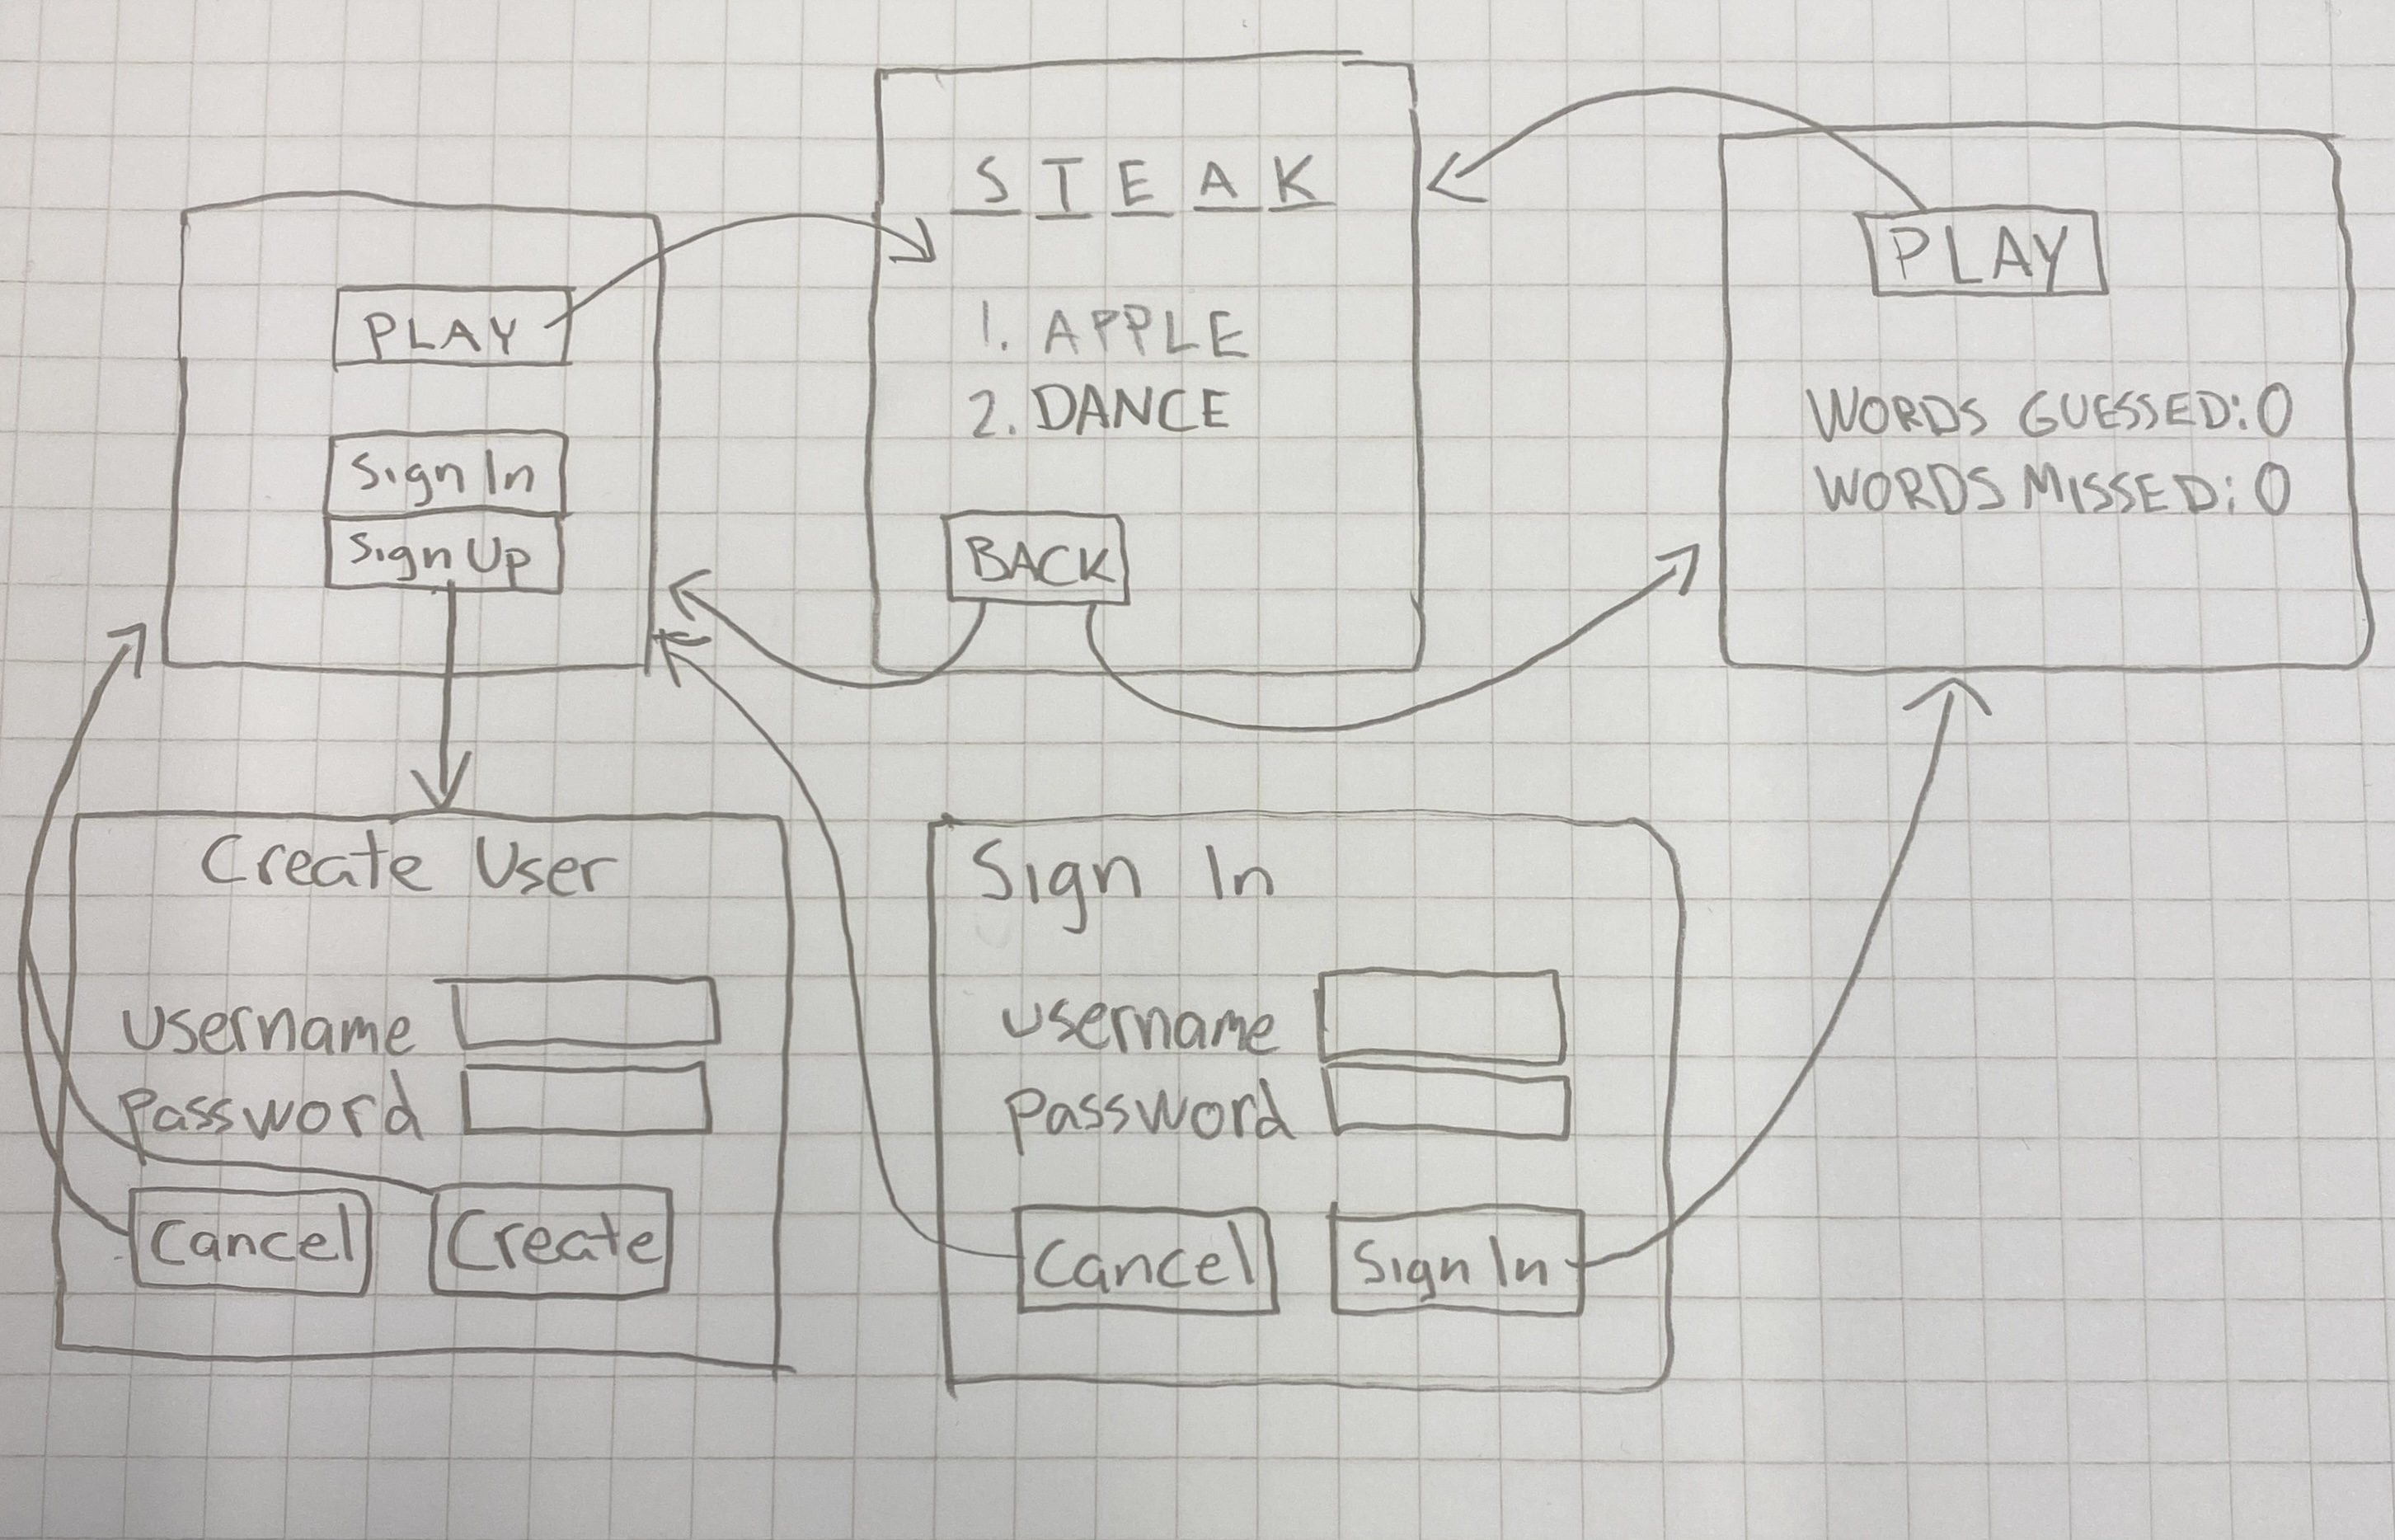 PLAY
Sign In
Sign Up
S T E A K
1. APPLE
2. DANCE
BACK
PLAY
WORDS GUESSED: 0
WORDS MISSED: 0
Create User
username
password
Cancel
Create
Sign In
username
password
Cancel
Sign In